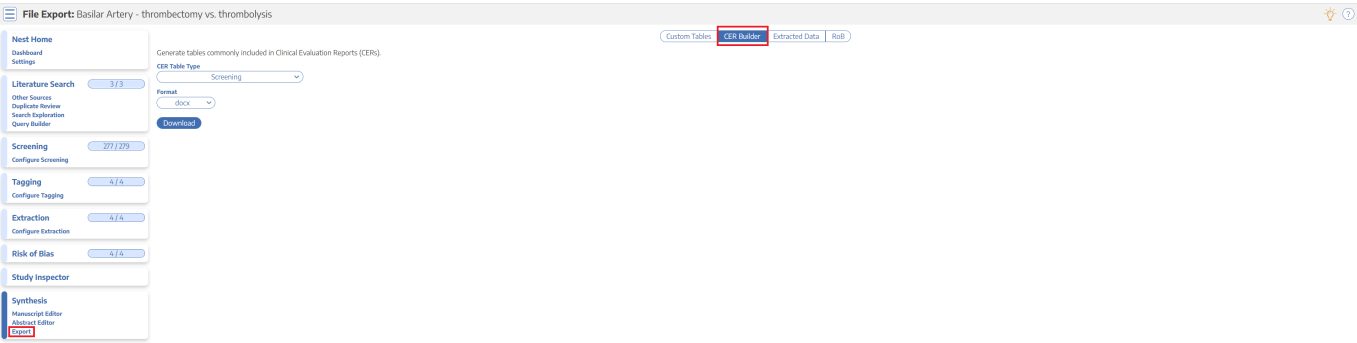 File Export: Basilar Artery - thrombectomy vs. thrombolysis
?
Nest Home
Dashboard
Settings
Literature Search 3 / 3
Other Sources
Duplicate Review
Search Exploration
Query Builder
Screening 277 / 279
Configure Screening
Tagging 4 / 4
Configure Tagging
Extraction 4 / 4
Configure Extraction
Risk of Bias 4 / 4
Study Inspector
Synthesis
Manuscript Editor
Abstract Editor
Export
Custom Tables CER Builder Extracted Data RoB
Generate tables commonly included in Clinical Evaluation Reports (CERs).
CER Table Type
Screening
Format
docx
Download